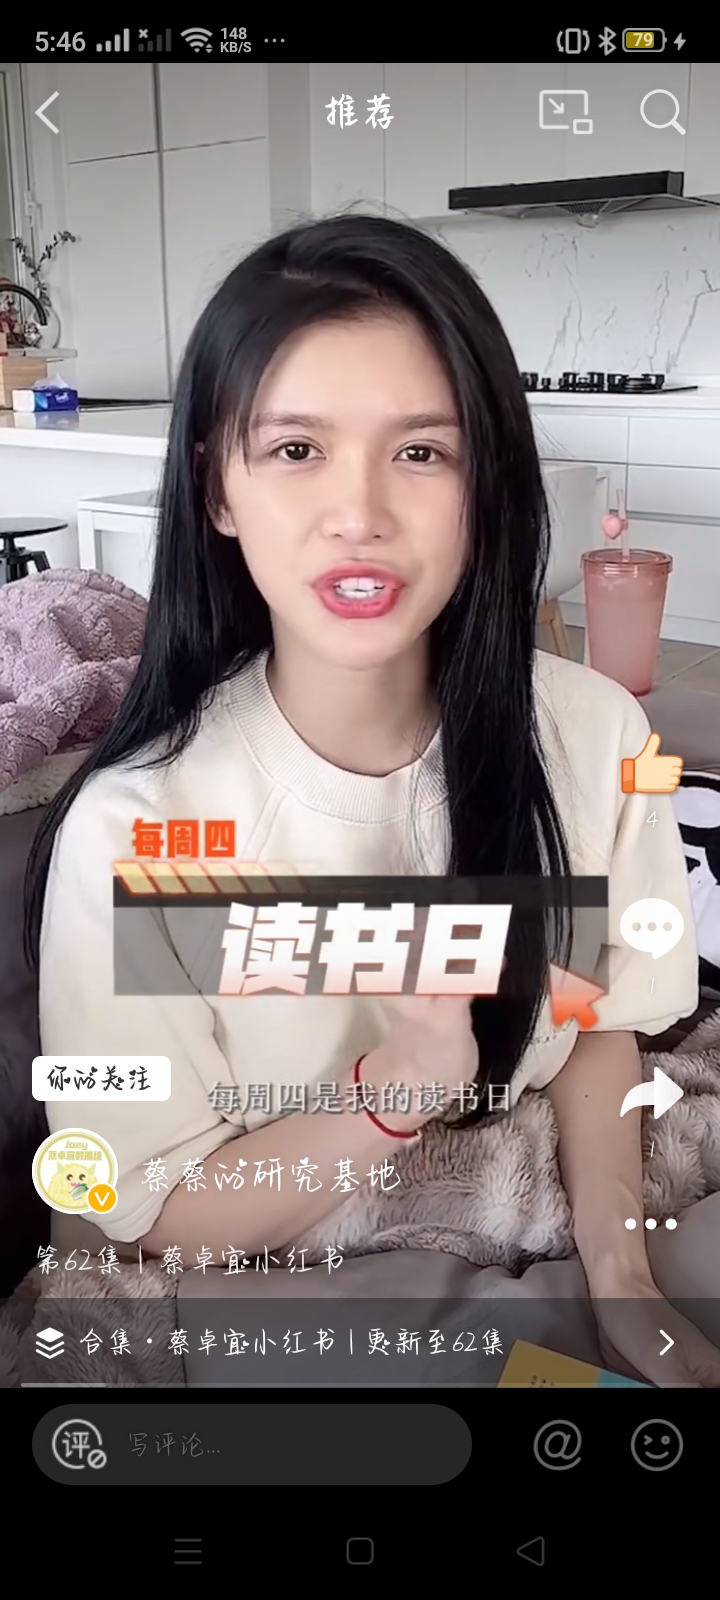 5:46
148
KB/S
79
推荐
4
每周四
读书日
1
你的关注
每周四是我的读书日
Joey
蔡蔡的研究基地
1
第62集 | 蔡卓宜小红书
合集·蔡卓宜小红书 | 更新至62集
评
写评论...